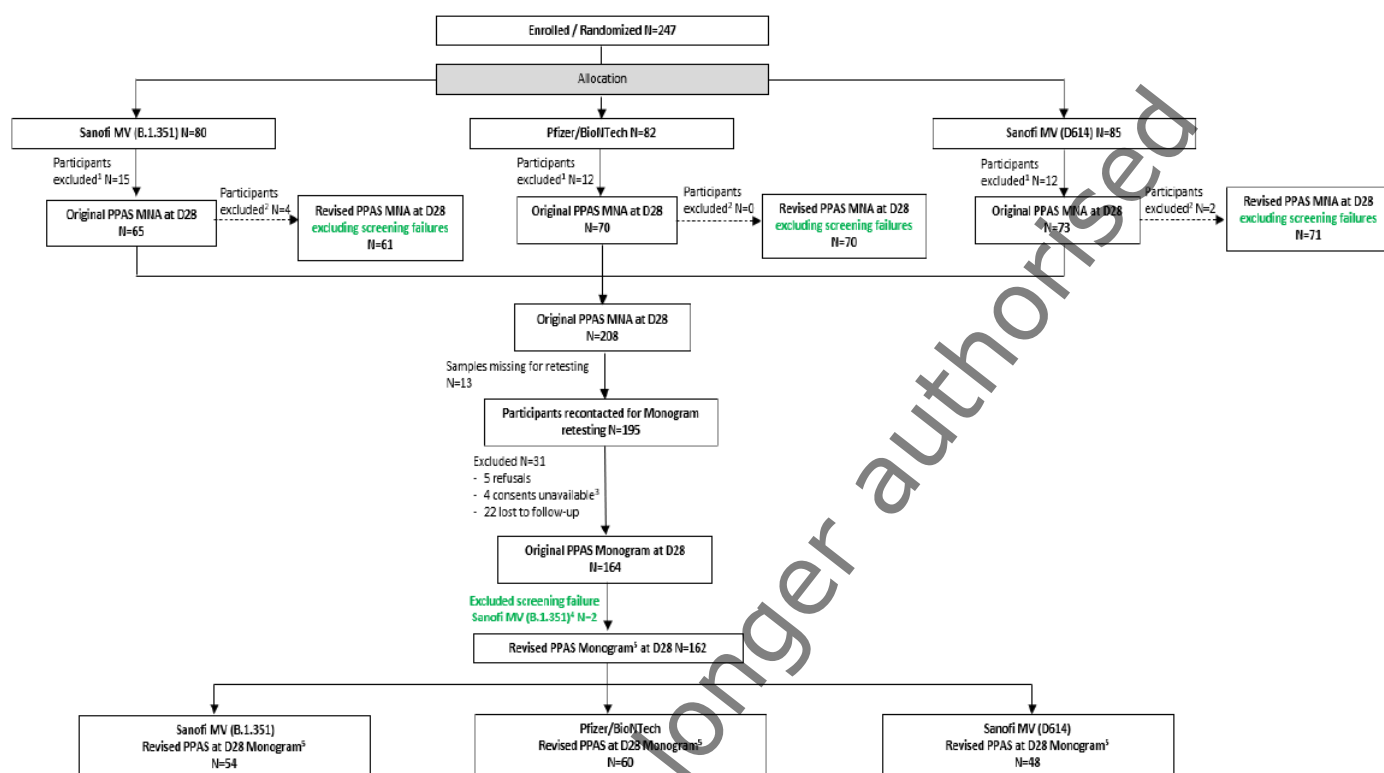 Enrolled / Randomized N=247
Allocation
Sanofi MV (B.1.351) N=80
Pfizer/BioNTech N=82
Sanofi MV (D614) N=85
Participants
excluded¹ N=15
Participants
excluded¹ N=12
Participants
excluded¹ N=12
Participants
excluded² N=4
Participants
excluded² N=0
Participants
excluded² N=2
Original PPAS MNA at D28
N=65
Revised PPAS MNA at D28
excluding screening failures
N=61
Original PPAS MNA at D28
N=70
Revised PPAS MNA at D28
excluding screening failures
N=70
Original PPAS MNA at D28
N=73
Revised PPAS MNA at D28
excluding screening failures
N=71
Original PPAS MNA at D28
N=208
Samples missing for retesting
N=13
Participants recontacted for Monogram
retesting N=195
Excluded N=31
- 5 refusals
- 4 consents unavailable³
- 22 lost to follow-up
Original PPAS Monogram at D28
N=164
Excluded screening failure
Sanofi MV (B.1.351)⁴ N=2
Revised PPAS Monogram⁵ at D28 N=162
Sanofi MV (B.1.351)
Revised PPAS at D28 Monogram⁵
N=54
Pfizer/BioNTech
Revised PPAS at D28 Monogram⁵
N=60
Sanofi MV (D614)
Revised PPAS at D28 Monogram⁵
N=48
longer authorised